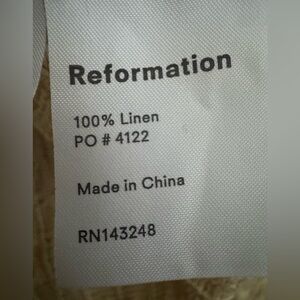 Reformation
100% Linen
PO # 4122
Made in China
RN143248